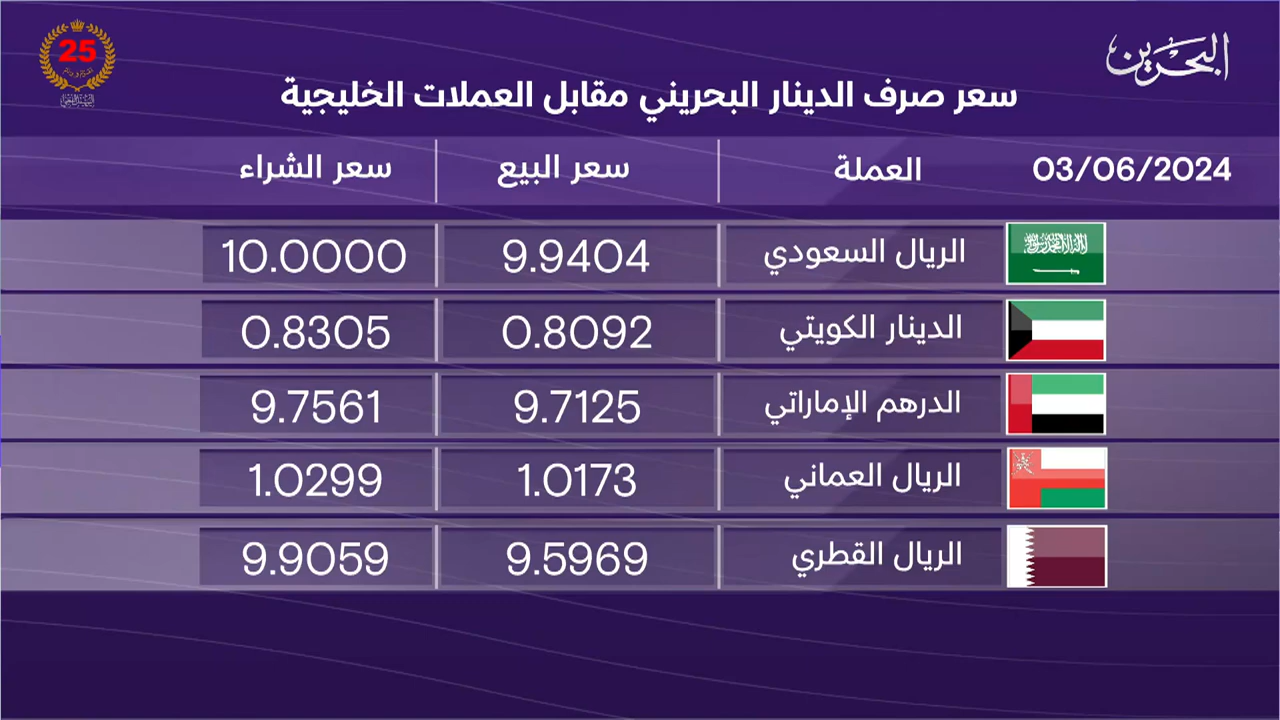 البحرين
25
سعر صرف الدينار البحريني مقابل العملات الخليجية
03/06/2024 العملة سعر البيع سعر الشراء
الريال السعودي 9.9404 10.0000
الدينار الكويتي 0.8092 0.8305
الدرهم الإماراتي 9.7125 9.7561
الريال العماني 1.0173 1.0299
الريال القطري 9.5969 9.9059